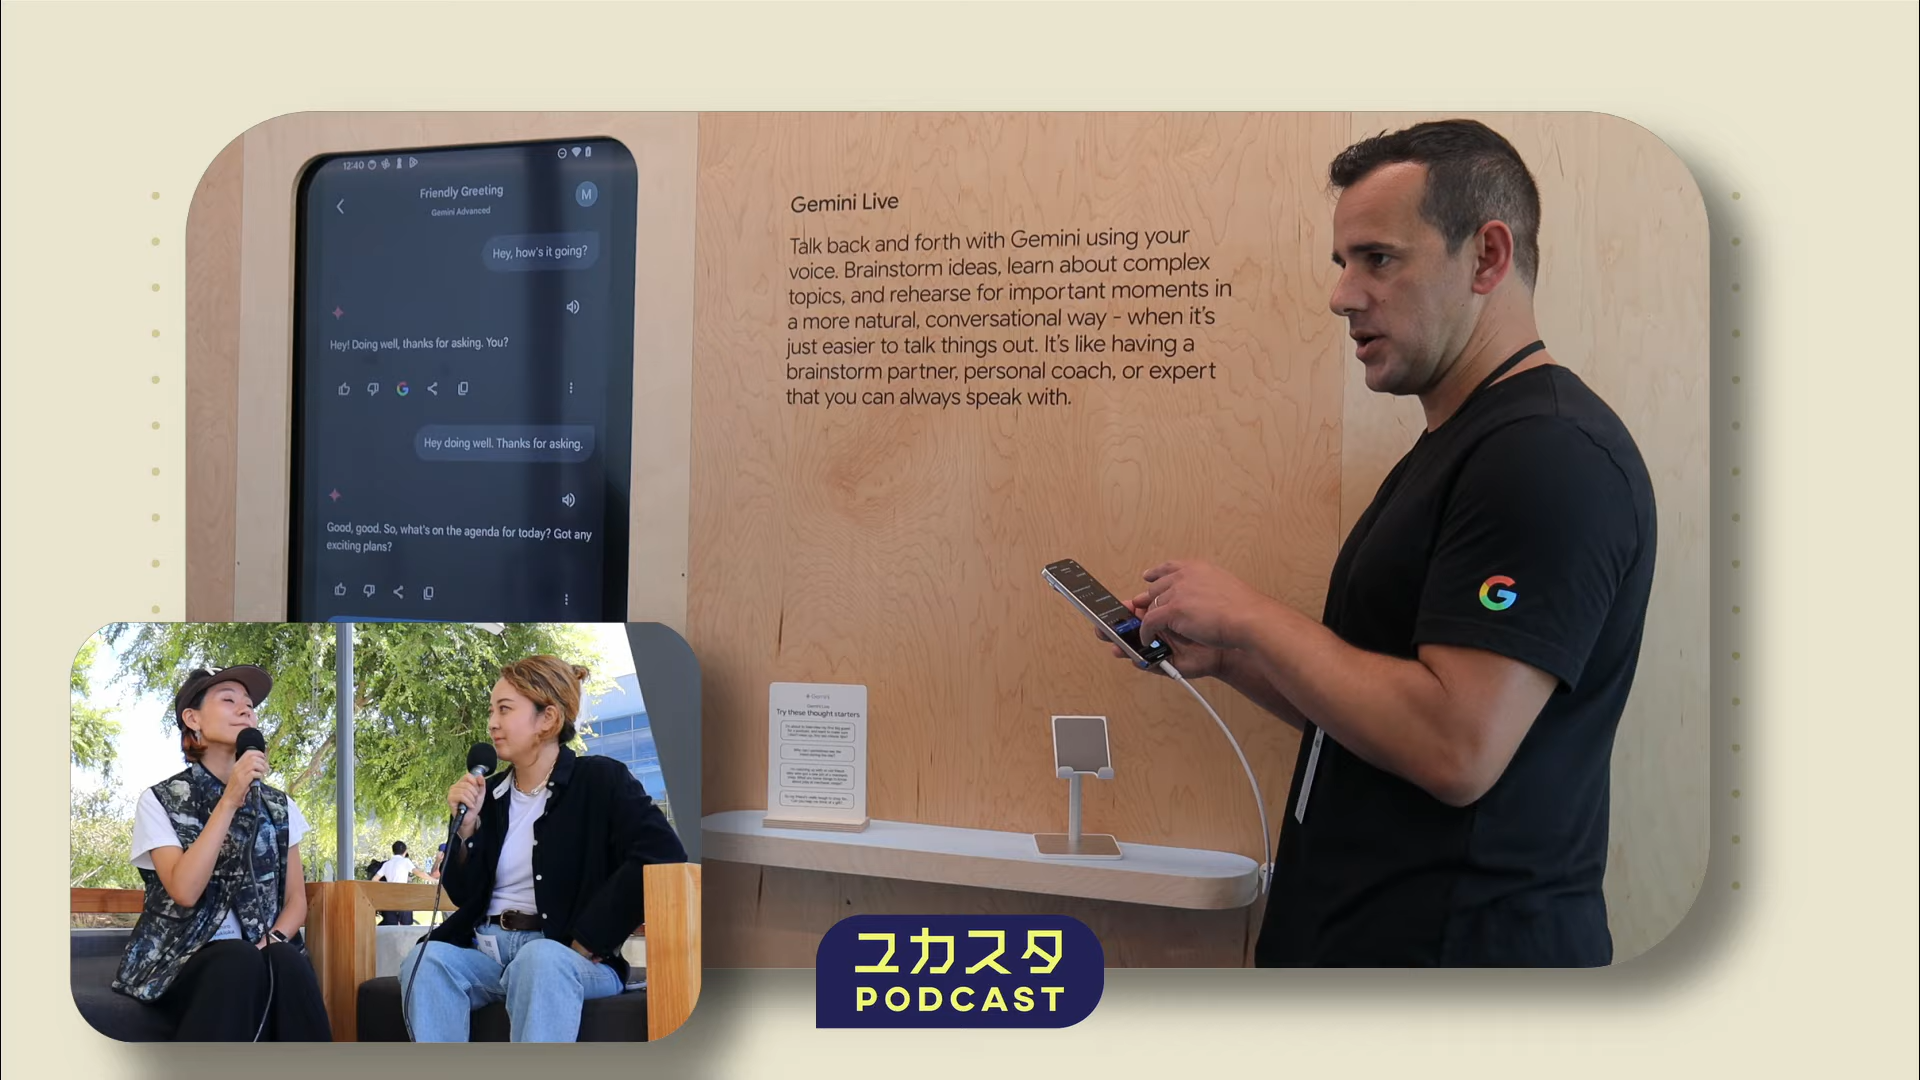 12:40
Friendly Greeting
Gemini Advanced
M
Hey, how's it going?
Hey! Doing well, thanks for asking. You?
Hey doing well. Thanks for asking.
Good, good. So, what's on the agenda for today? Got any
exciting plans?
Gemini Live
Talk back and forth with Gemini using your
voice. Brainstorm ideas, learn about complex
topics, and rehearse for important moments in
a more natural, conversational way – when it's
just easier to talk things out. It's like having a
brainstorm partner, personal coach, or expert
that you can always speak with.
G
Gemini
Gemini Live
Try these thought starters
ユカスタ
PODCAST